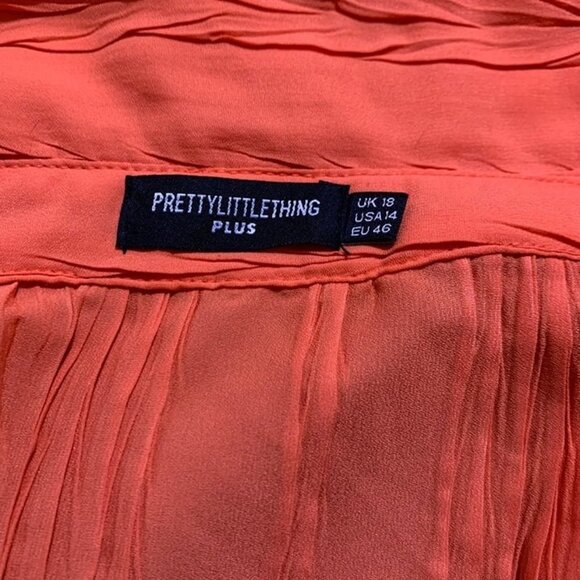 PRETTYLITTLETHING
PLUS
UK 18
USA 14
EU 46